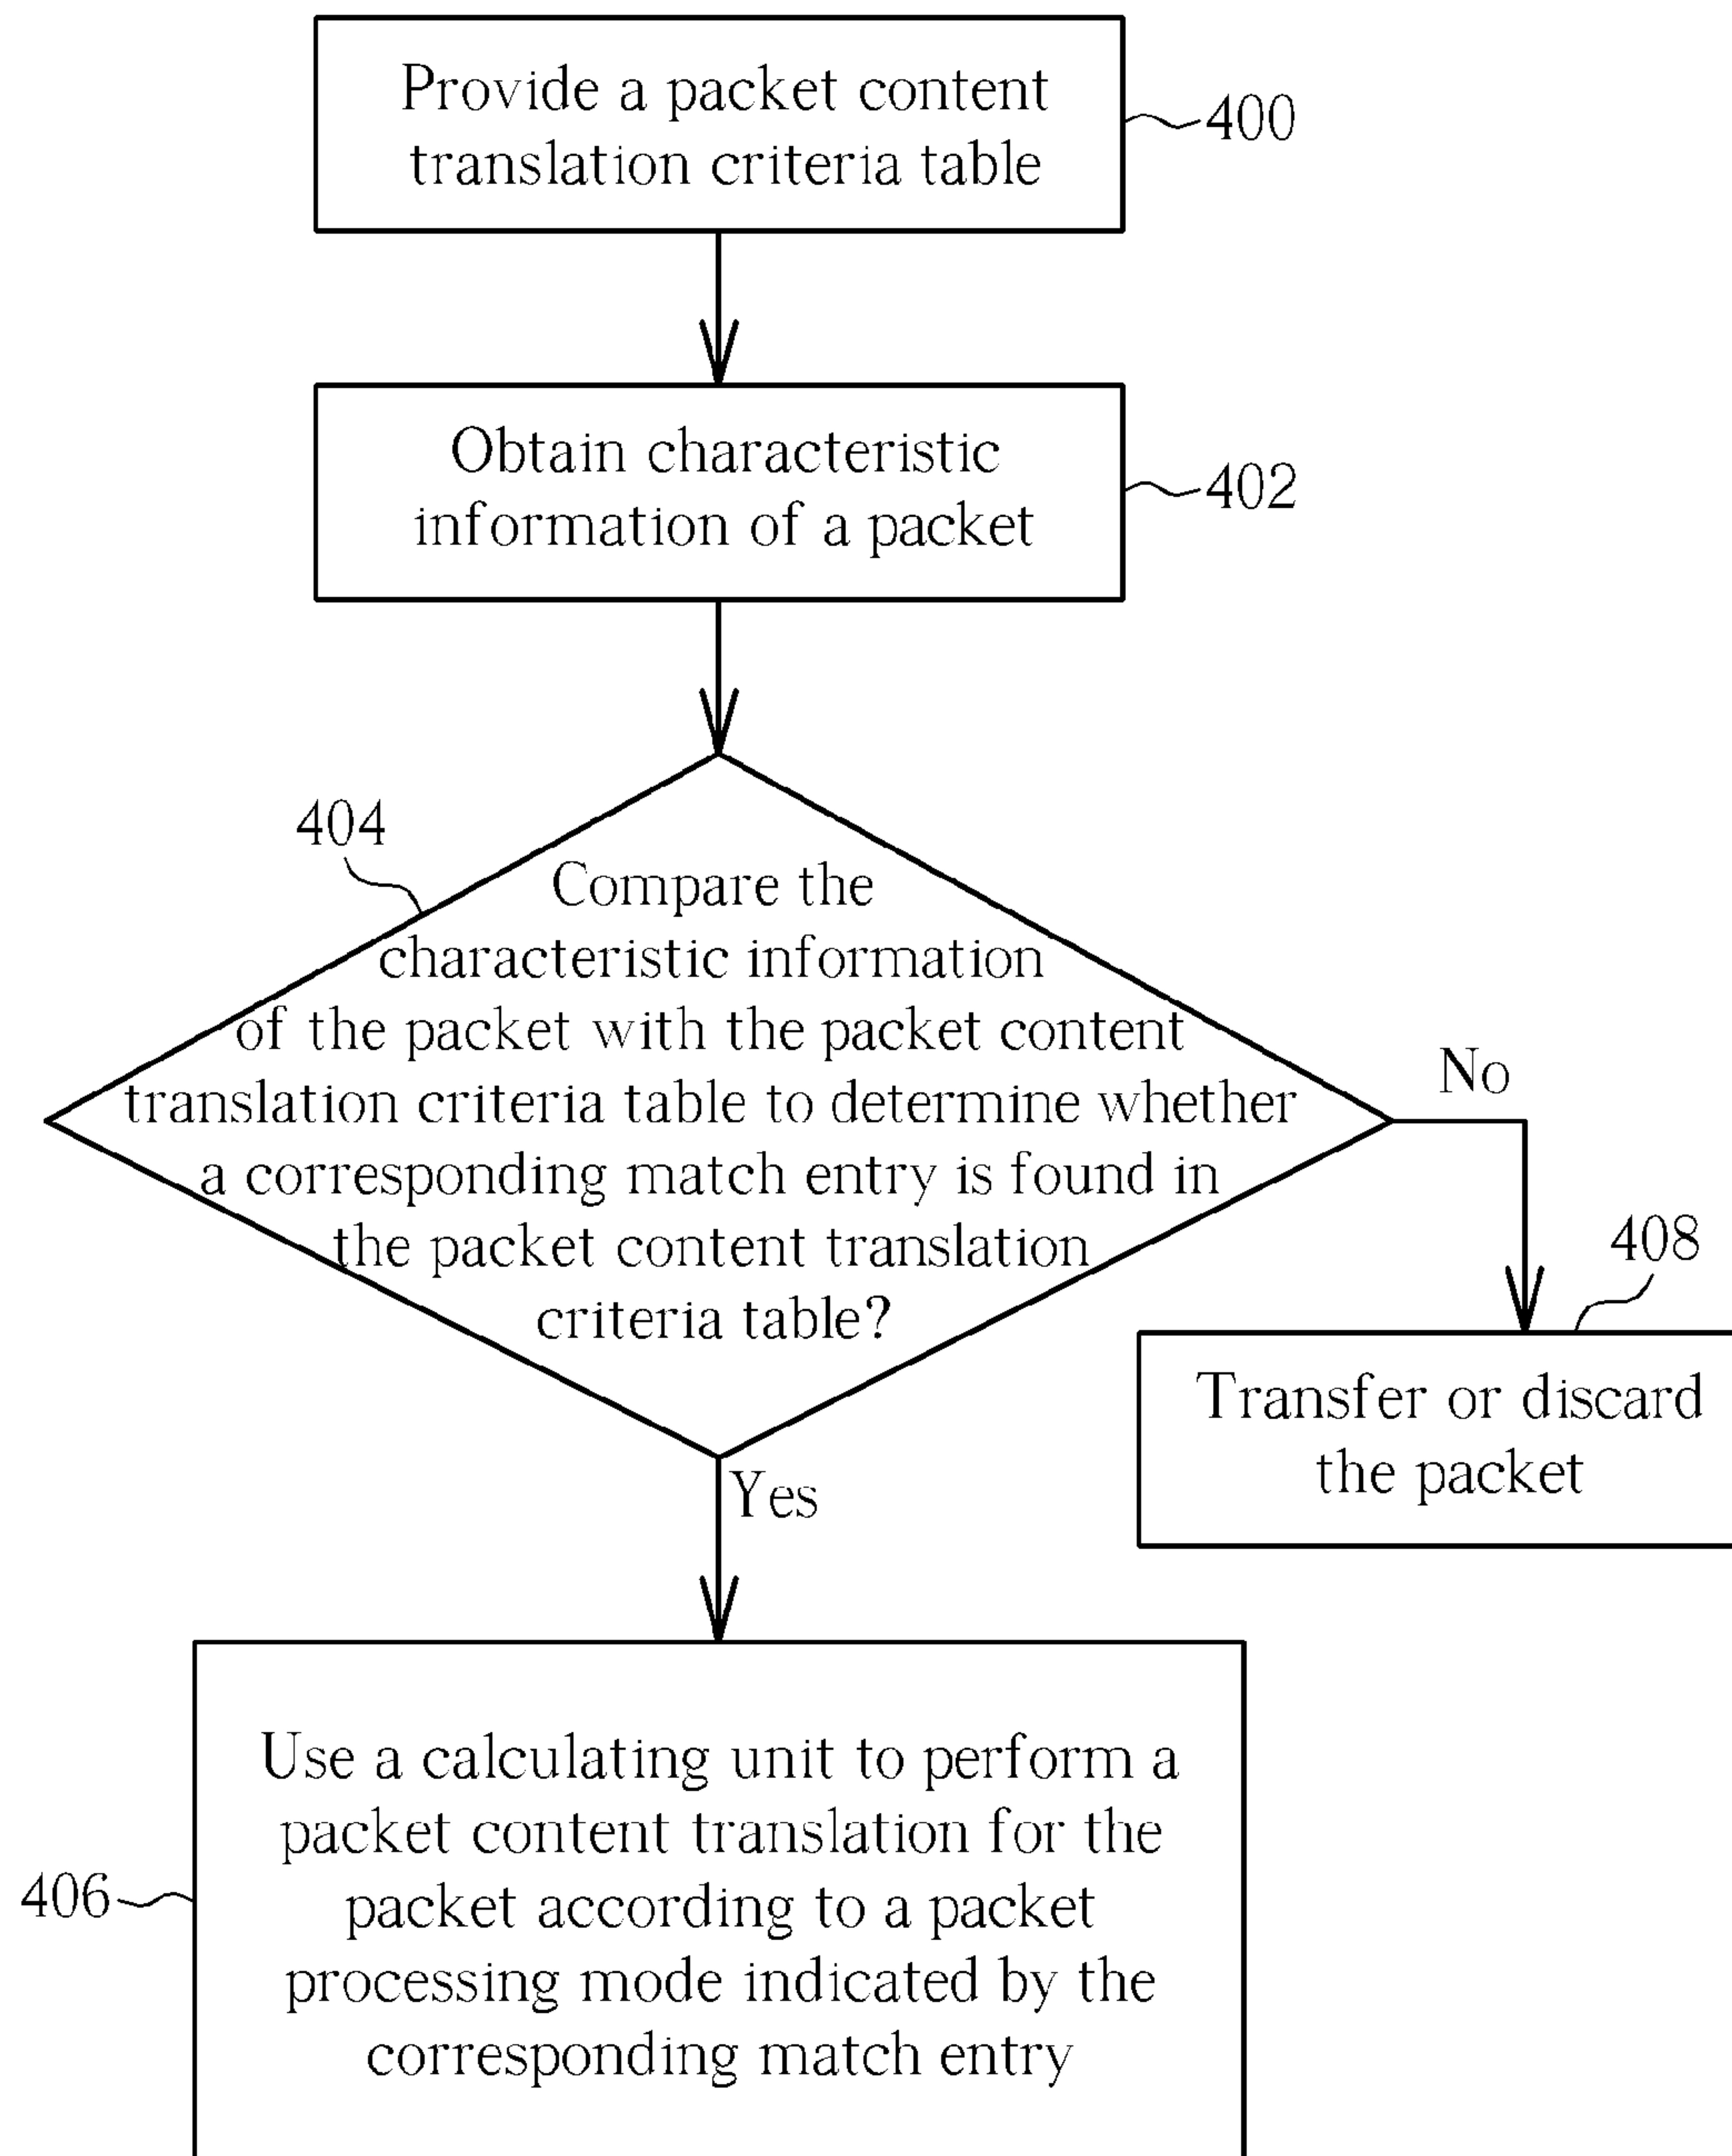 Provide a packet content
translation criteria table
400
Obtain characteristic
information of a packet
402
404
Compare the
characteristic information
of the packet with the packet content
translation criteria table to determine whether
a corresponding match entry is found in
the packet content translation
criteria table?
No
408
Transfer or discard
the packet
Yes
Use a calculating unit to perform a
packet content translation for the
packet according to a packet
processing mode indicated by the
corresponding match entry
406